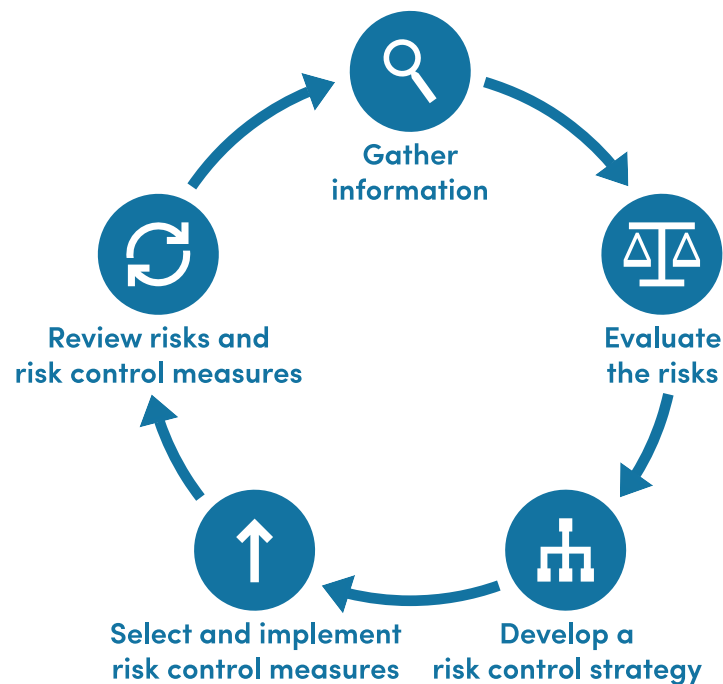 Gather
information
Evaluate
the risks
Develop a
risk control strategy
Select and implement
risk control measures
Review risks and
risk control measures